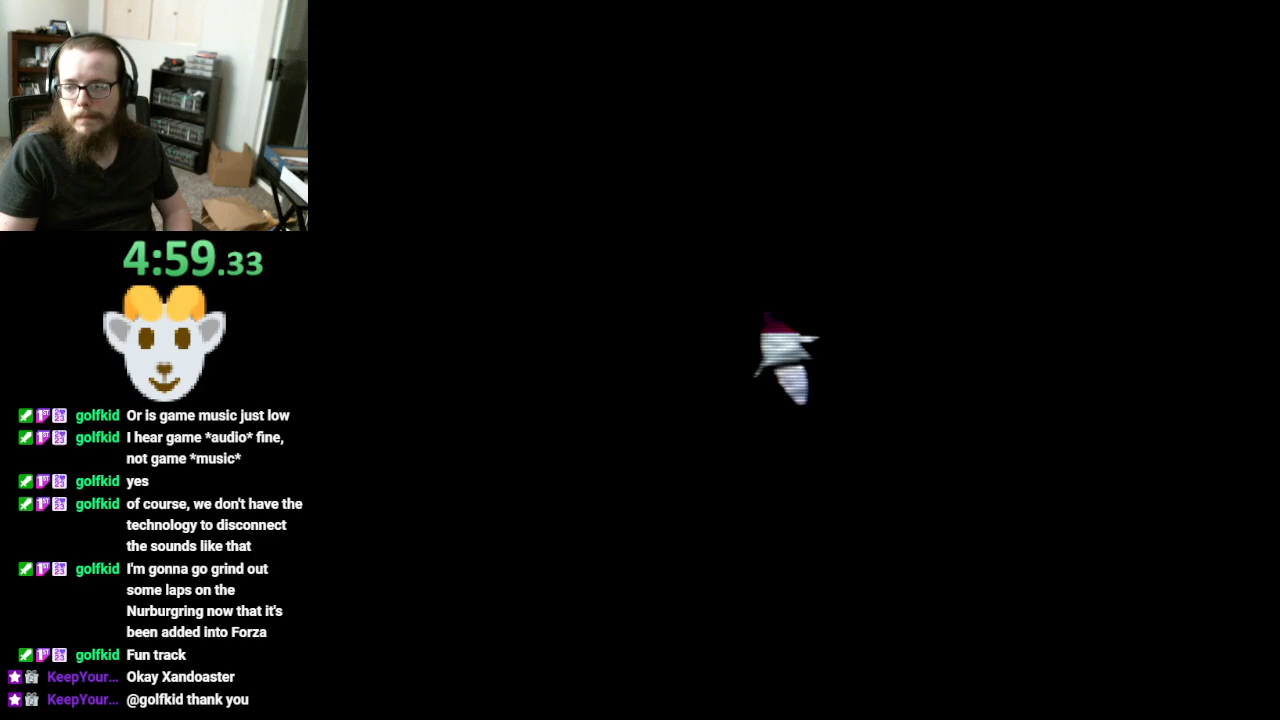 4:59.33
golfkid Or is game music just low
golfkid I hear game *audio* fine,
not game *music*
golfkid yes
golfkid of course, we don't have the
technology to disconnect
the sounds like that
golfkid I'm gonna go grind out
some laps on the
Nurburgring now that it's
been added into Forza
golfkid Fun track
KeepYour... Okay Xandoaster
KeepYour... @golfkid thank you